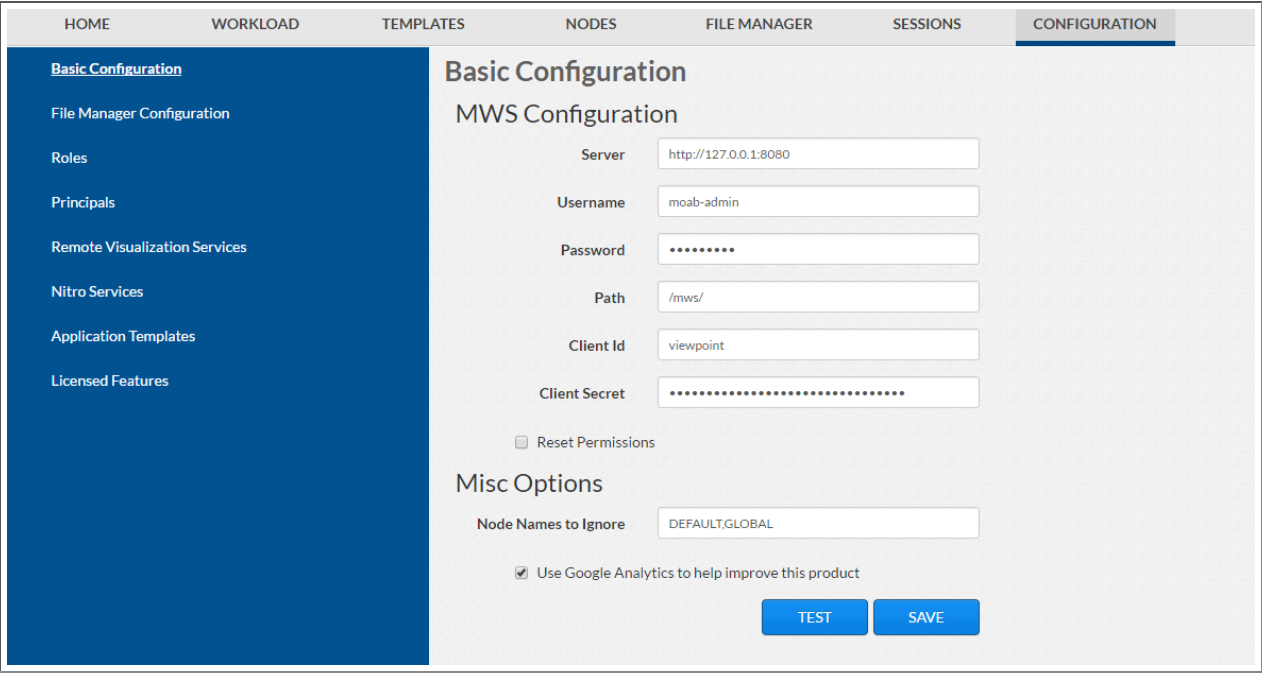 HOME WORKLOAD TEMPLATES NODES FILE MANAGER SESSIONS CONFIGURATION
Basic Configuration
File Manager Configuration
Roles
Principals
Remote Visualization Services
Nitro Services
Application Templates
Licensed Features
Basic Configuration
MWS Configuration
Server http://127.0.0.1:8080
Username moab-admin
Password •••••••••
Path /mws/
Client Id viewpoint
Client Secret ••••••••••••••••••••••••••••••••
Reset Permissions
Misc Options
Node Names to Ignore DEFAULT,GLOBAL
Use Google Analytics to help improve this product
TEST SAVE